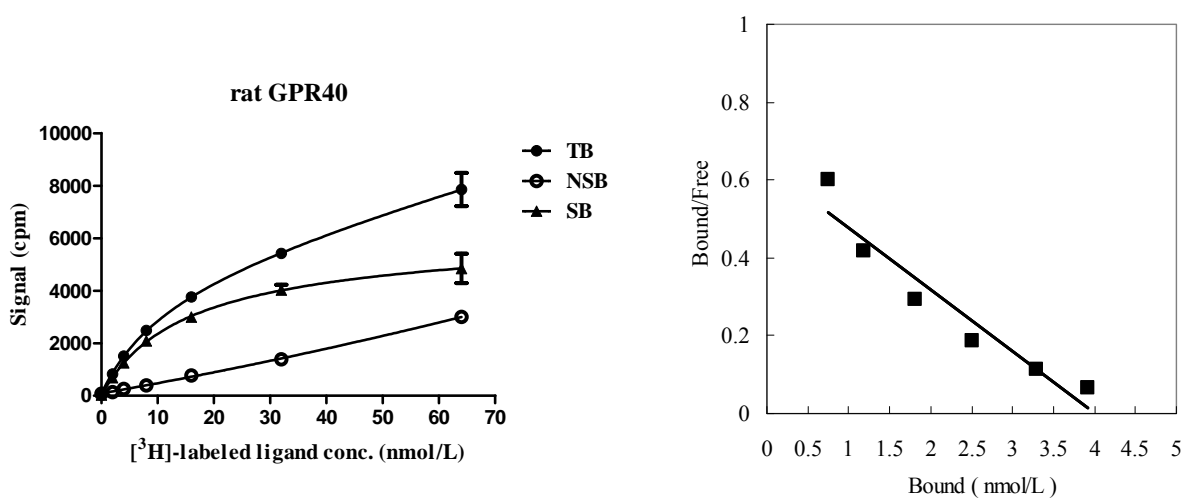 rat GPR40
10000
8000
6000
4000
2000
0
Signal (cpm)
0 10 20 30 40 50 60 70
[³H]-labeled ligand conc. (nmol/L)
TB
NSB
SB
1
0.8
0.6
0.4
0.2
0
Bound/Free
0 0.5 1 1.5 2 2.5 3 3.5 4 4.5 5
Bound ( nmol/L )